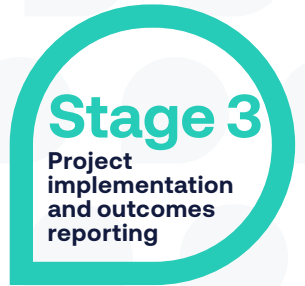 Stage 3
Project
implementation
and outcomes
reporting